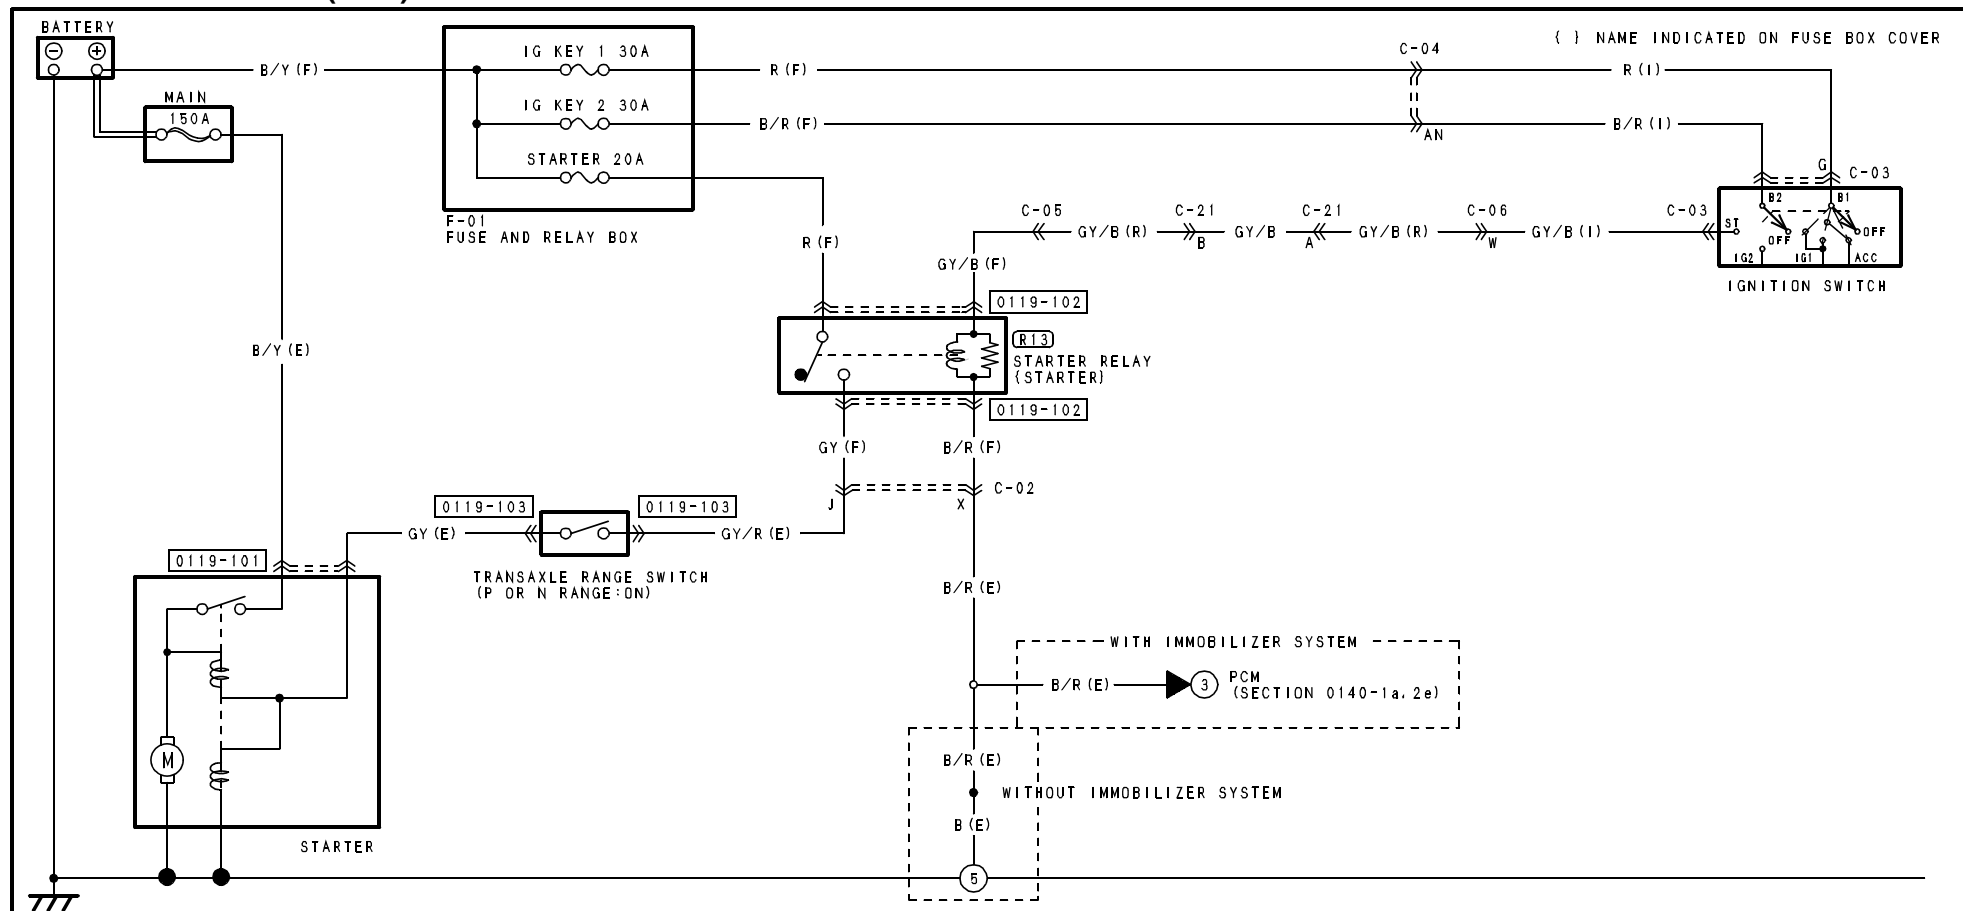 BATTERY
{ } NAME INDICATED ON FUSE BOX COVER
IG KEY 1 30A
C-04
B/Y (F)
R (F)
R (I)
MAIN
150A
IG KEY 2 30A
B/R (F)
B/R (I)
AN
STARTER 20A
G
C-03
F-01
FUSE AND RELAY BOX
B2
B1
C-05
C-21
C-21
C-06
C-03
ST
GY/B (R)
B
GY/B
A
GY/B (R)
W
GY/B (I)
OFF
OFF
R (F)
GY/B (F)
IG2
IG1
ACC
IGNITION SWITCH
0119-102
B/Y (E)
R13
STARTER RELAY
{STARTER}
0119-102
GY (F)
B/R (F)
C-02
J
X
0119-103
0119-103
GY (E)
GY/R (E)
0119-101
TRANSAXLE RANGE SWITCH
(P OR N RANGE:ON)
B/R (E)
WITH IMMOBILIZER SYSTEM
B/R (E)
3
PCM
(SECTION 0140-1a, 2e)
M
B/R (E)
WITHOUT IMMOBILIZER SYSTEM
B (E)
STARTER
5